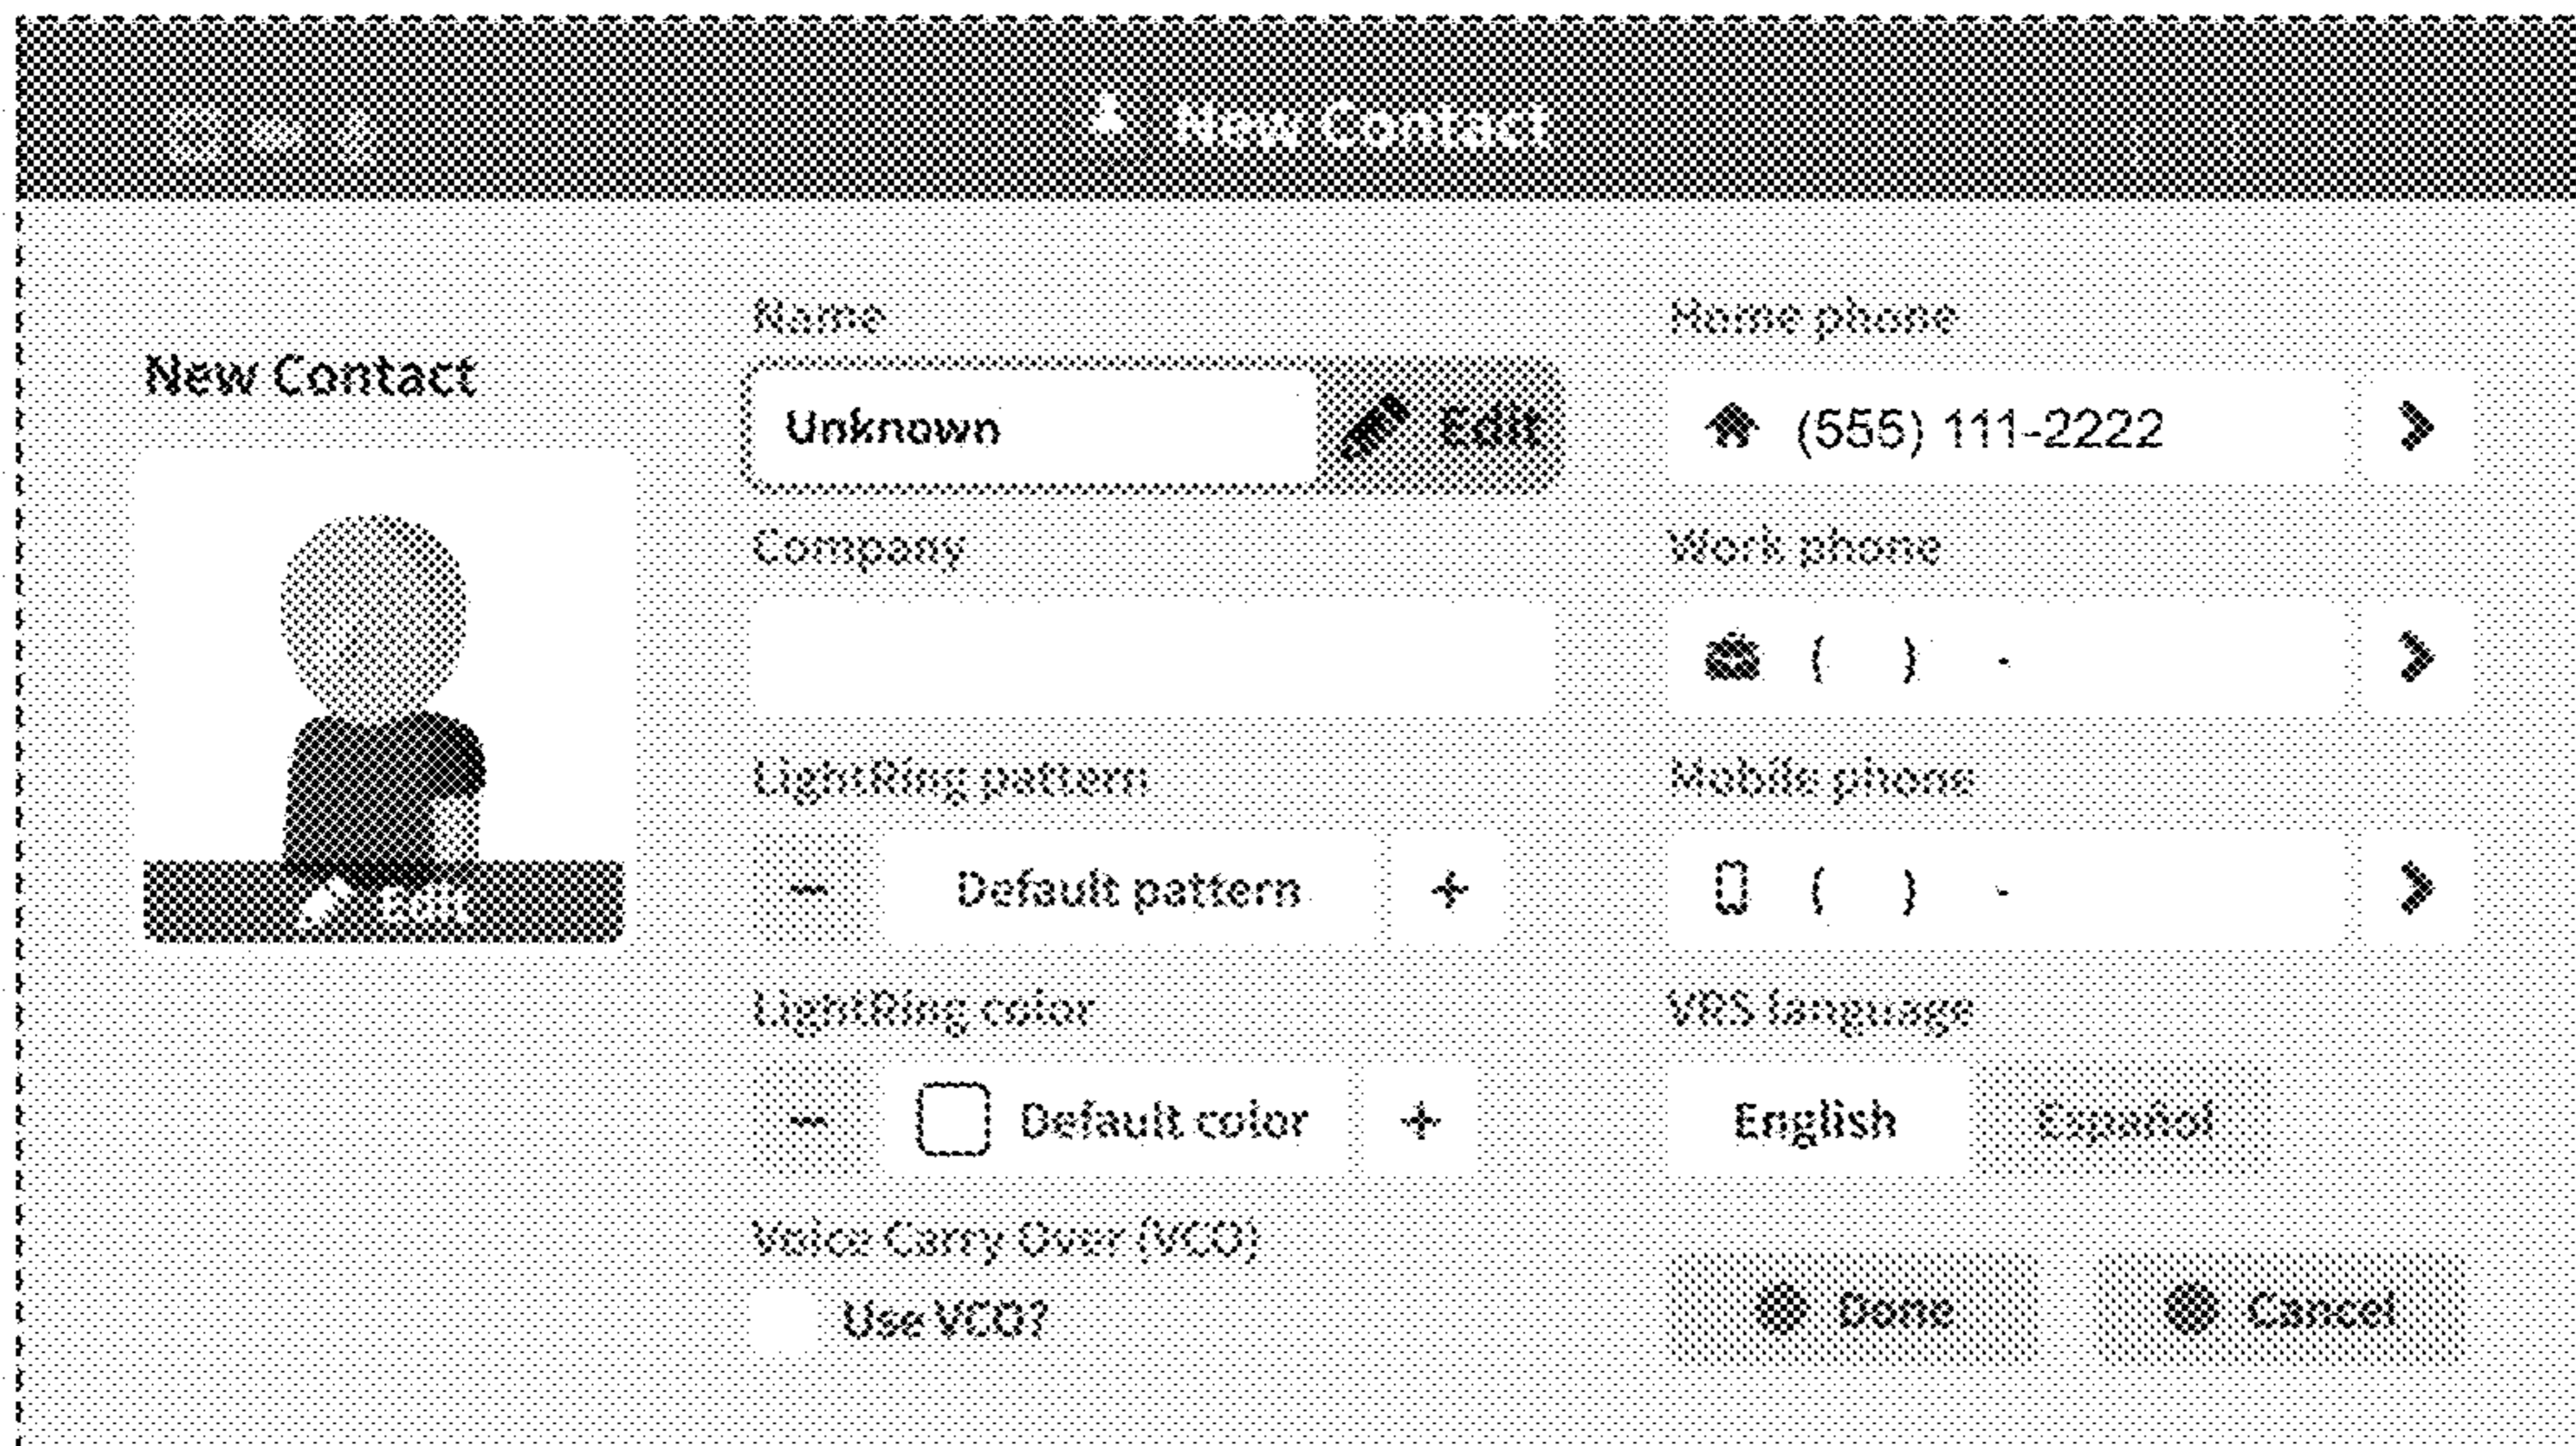 New Contact
New Contact
Edit
Name
Unknown
Edit
Company
LightRing pattern
− Default pattern +
LightRing color
− Default color +
Voice Carry Over (VCO)
Use VCO?
Home phone
(555) 111-2222
Work phone
( ) -
Mobile phone
( ) -
VRS language
English Español
Done Cancel